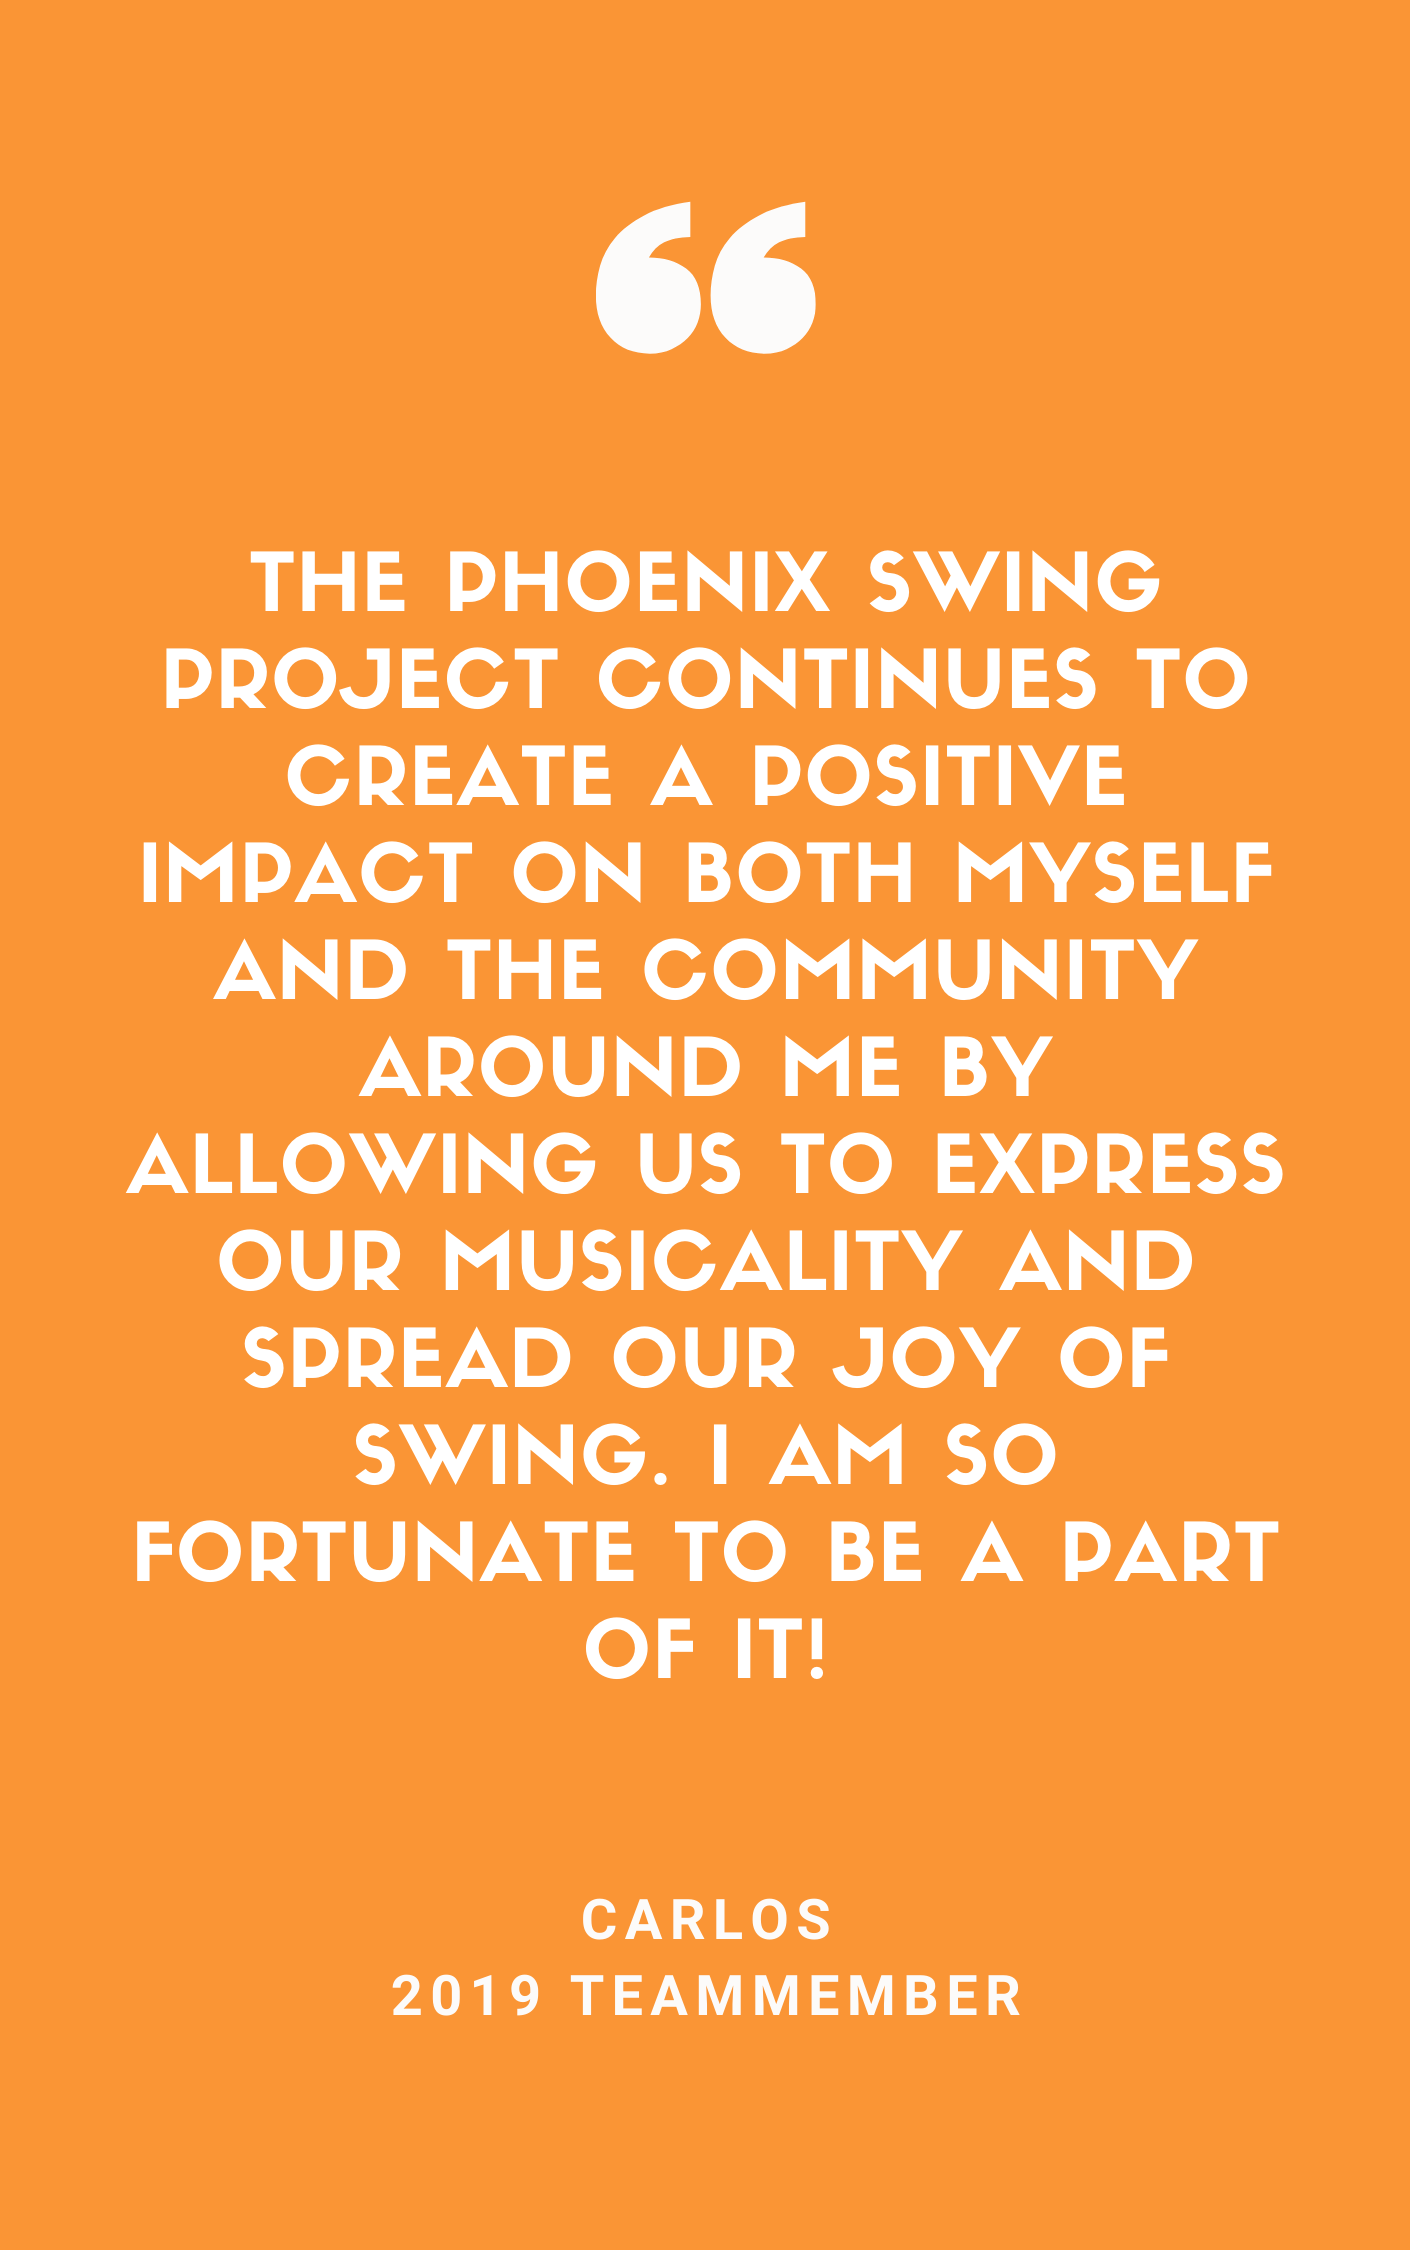 “
THE PHOENIX SWING
PROJECT CONTINUES TO
CREATE A POSITIVE
IMPACT ON BOTH MYSELF
AND THE COMMUNITY
AROUND ME BY
ALLOWING US TO EXPRESS
OUR MUSICALITY AND
SPREAD OUR JOY OF
SWING. I AM SO
FORTUNATE TO BE A PART
OF IT!
CARLOS
2019 TEAMMEMBER